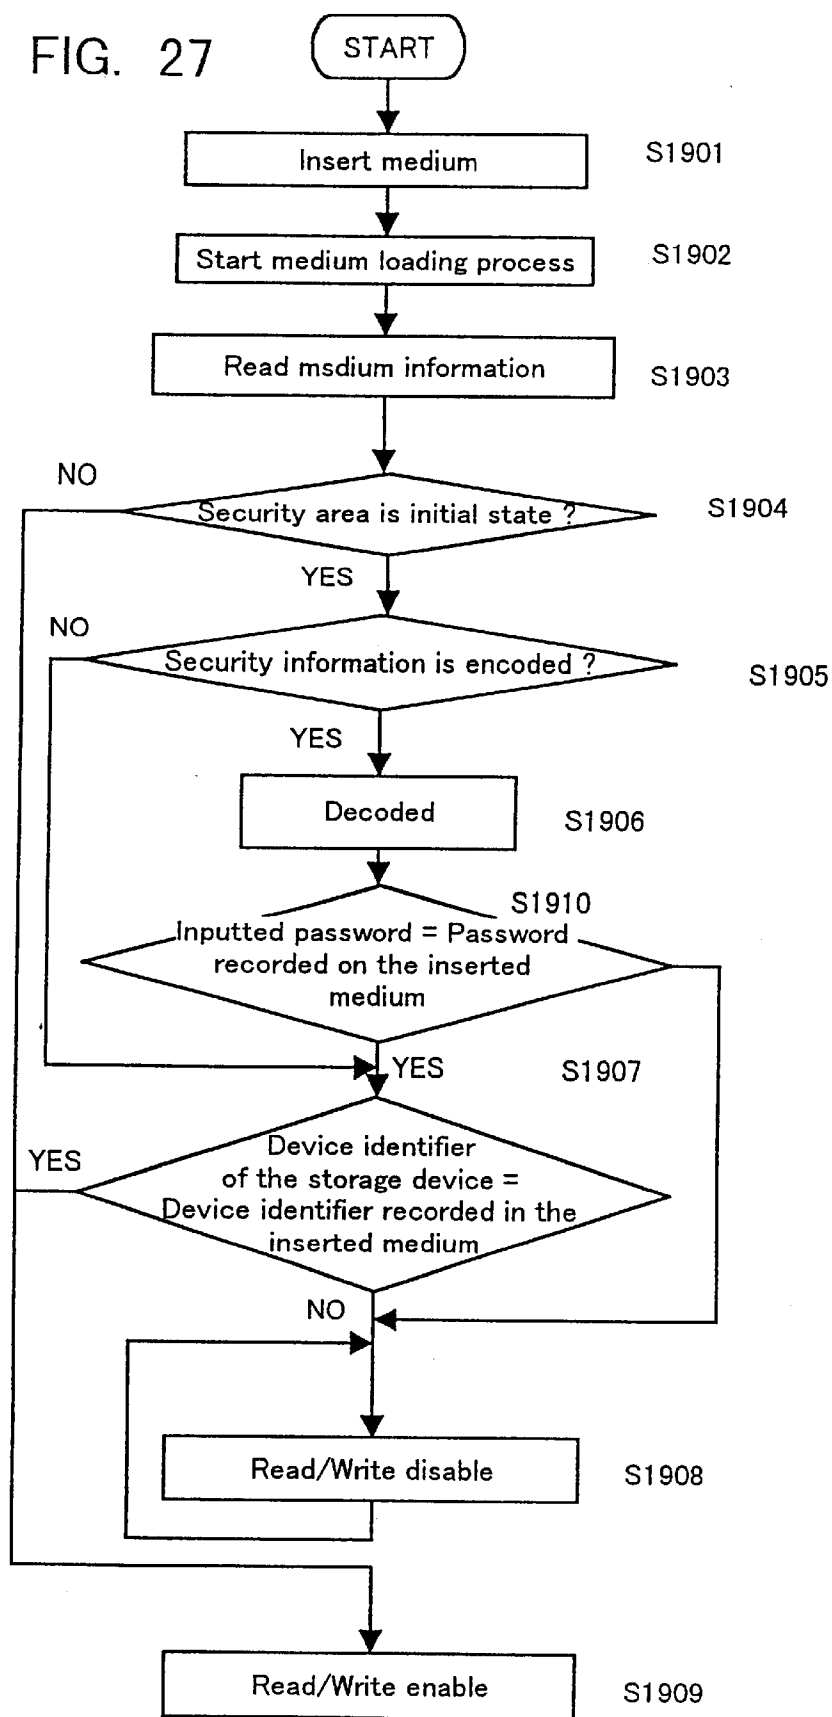 FIG. 27
START
Insert medium
S1901
Start medium loading process
S1902
Read msdium information
S1903
NO
Security area is initial state ?
S1904
YES
NO
Security information is encoded ?
S1905
YES
Decoded
S1906
S1910
Inputted password = Password
recorded on the inserted
medium
YES
S1907
YES
Device identifier
of the storage device =
Device identifier recorded in the
inserted medium
NO
Read/Write disable
S1908
Read/Write enable
S1909